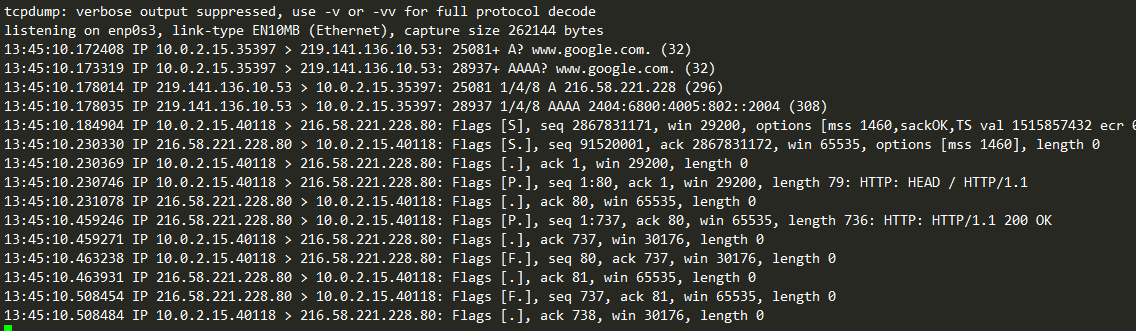 tcpdump: verbose output suppressed, use -v or -vv for full protocol decode
listening on enp0s3, link-type EN10MB (Ethernet), capture size 262144 bytes
13:45:10.172408 IP 10.0.2.15.35397 > 219.141.136.10.53: 25081+ A? www.google.com. (32)
13:45:10.173319 IP 10.0.2.15.35397 > 219.141.136.10.53: 28937+ AAAA? www.google.com. (32)
13:45:10.178014 IP 219.141.136.10.53 > 10.0.2.15.35397: 25081 1/4/8 A 216.58.221.228 (296)
13:45:10.178035 IP 219.141.136.10.53 > 10.0.2.15.35397: 28937 1/4/8 AAAA 2404:6800:4005:802::2004 (308)
13:45:10.184904 IP 10.0.2.15.40118 > 216.58.221.228.80: Flags [S], seq 2867831171, win 29200, options [mss 1460,sackOK,TS val 1515857432 ecr 0
13:45:10.230330 IP 216.58.221.228.80 > 10.0.2.15.40118: Flags [S.], seq 91520001, ack 2867831172, win 65535, options [mss 1460], length 0
13:45:10.230369 IP 10.0.2.15.40118 > 216.58.221.228.80: Flags [.], ack 1, win 29200, length 0
13:45:10.230746 IP 10.0.2.15.40118 > 216.58.221.228.80: Flags [P.], seq 1:80, ack 1, win 29200, length 79: HTTP: HEAD / HTTP/1.1
13:45:10.231078 IP 216.58.221.228.80 > 10.0.2.15.40118: Flags [.], ack 80, win 65535, length 0
13:45:10.459246 IP 216.58.221.228.80 > 10.0.2.15.40118: Flags [P.], seq 1:737, ack 80, win 65535, length 736: HTTP: HTTP/1.1 200 OK
13:45:10.459271 IP 10.0.2.15.40118 > 216.58.221.228.80: Flags [.], ack 737, win 30176, length 0
13:45:10.463238 IP 10.0.2.15.40118 > 216.58.221.228.80: Flags [F.], seq 80, ack 737, win 30176, length 0
13:45:10.463931 IP 216.58.221.228.80 > 10.0.2.15.40118: Flags [.], ack 81, win 65535, length 0
13:45:10.508454 IP 216.58.221.228.80 > 10.0.2.15.40118: Flags [F.], seq 737, ack 81, win 65535, length 0
13:45:10.508484 IP 10.0.2.15.40118 > 216.58.221.228.80: Flags [.], ack 738, win 30176, length 0